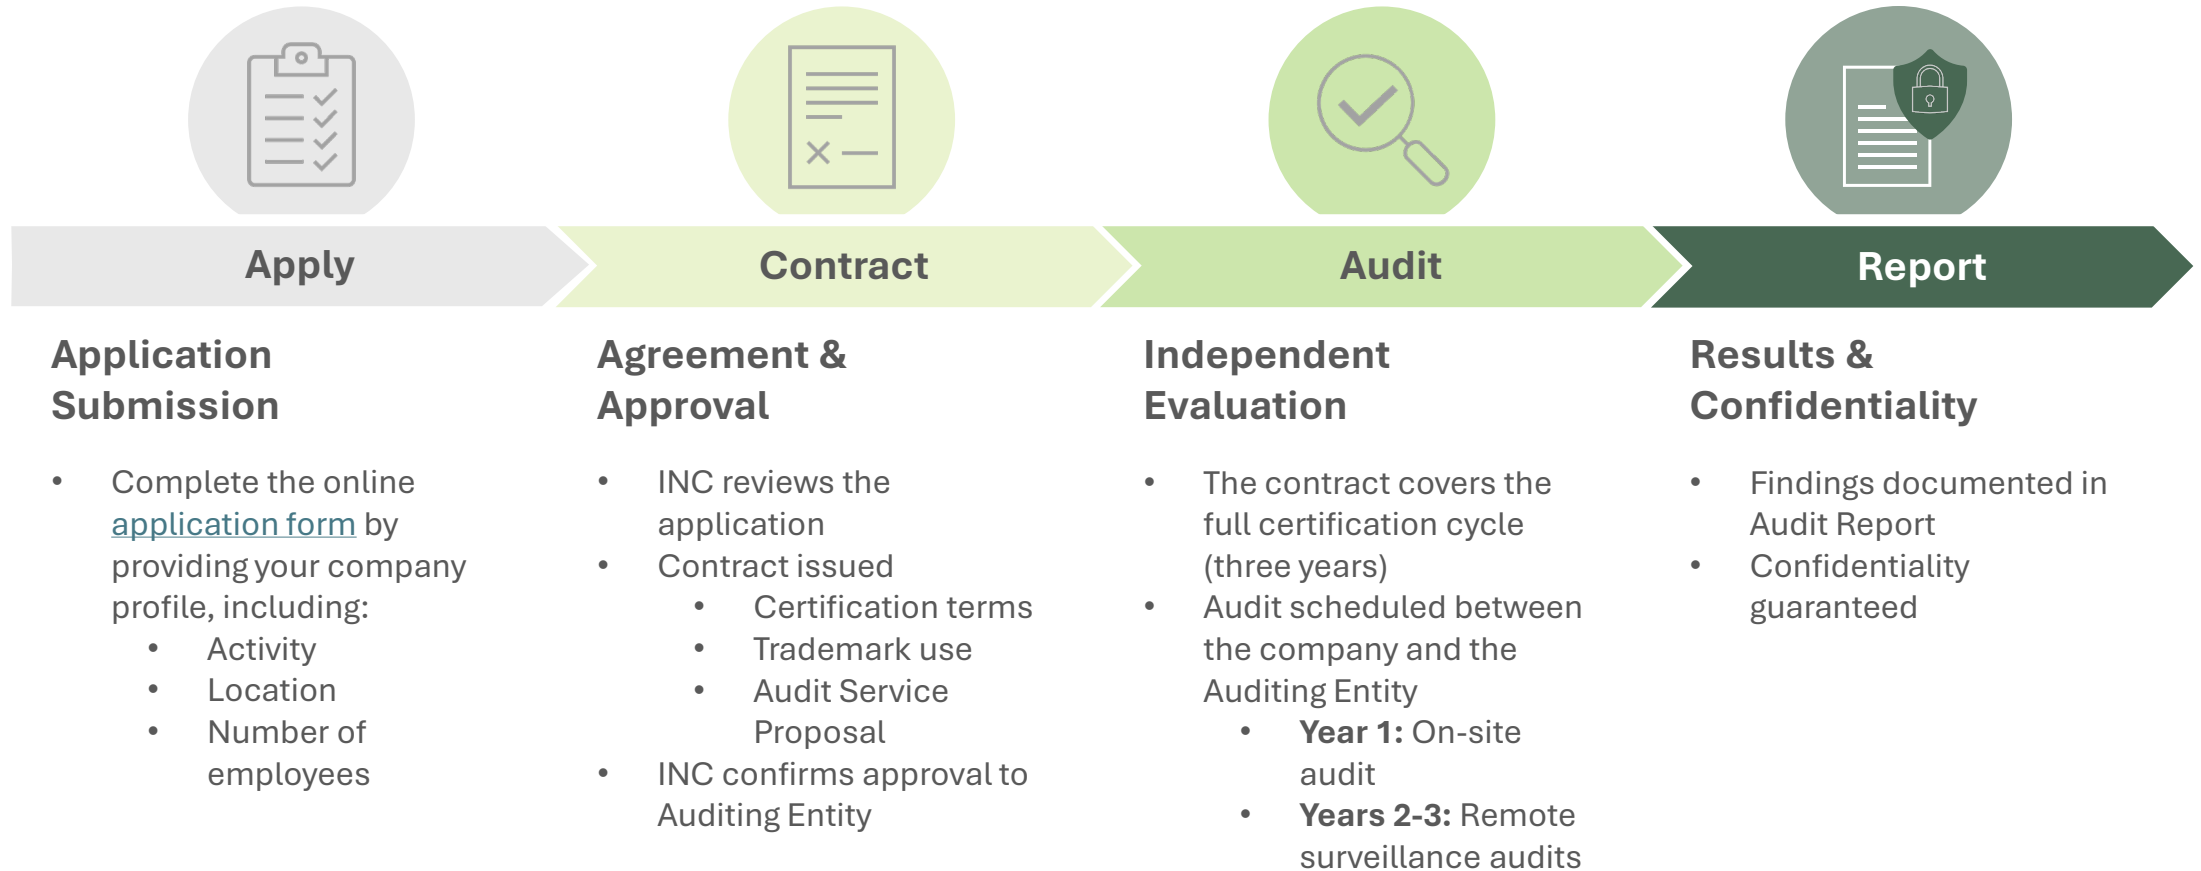 Apply
Contract
Audit
Report
Application
Submission
• Complete the online
application form by
providing your company
profile, including:
• Activity
• Location
• Number of
employees
Agreement &
Approval
• INC reviews the
application
• Contract issued
• Certification terms
• Trademark use
• Audit Service
Proposal
• INC confirms approval to
Auditing Entity
Independent
Evaluation
• The contract covers the
full certification cycle
(three years)
• Audit scheduled between
the company and the
Auditing Entity
• Year 1: On-site
audit
• Years 2-3: Remote
surveillance audits
Results &
Confidentiality
• Findings documented in
Audit Report
• Confidentiality
guaranteed